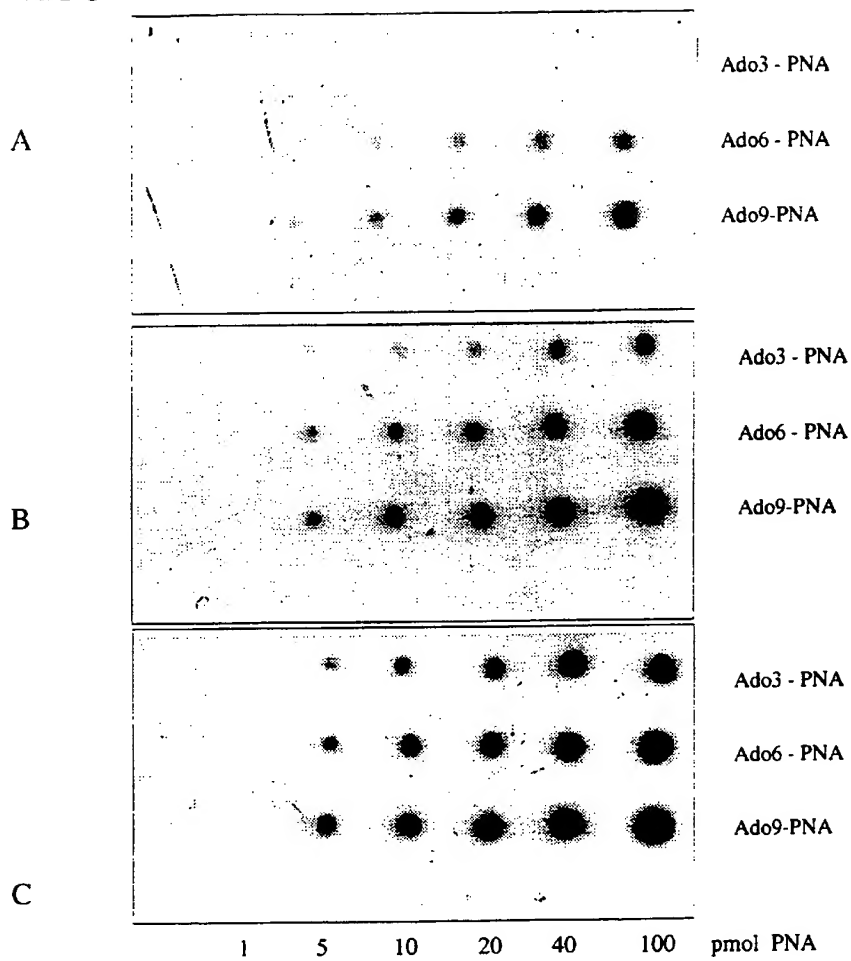 Ado3 - PNA
A
Ado6 - PNA
Ado9-PNA
Ado3 - PNA
Ado6 - PNA
Ado9-PNA
B
Ado3 - PNA
Ado6 - PNA
Ado9-PNA
C
1 5 10 20 40 100 pmol PNA